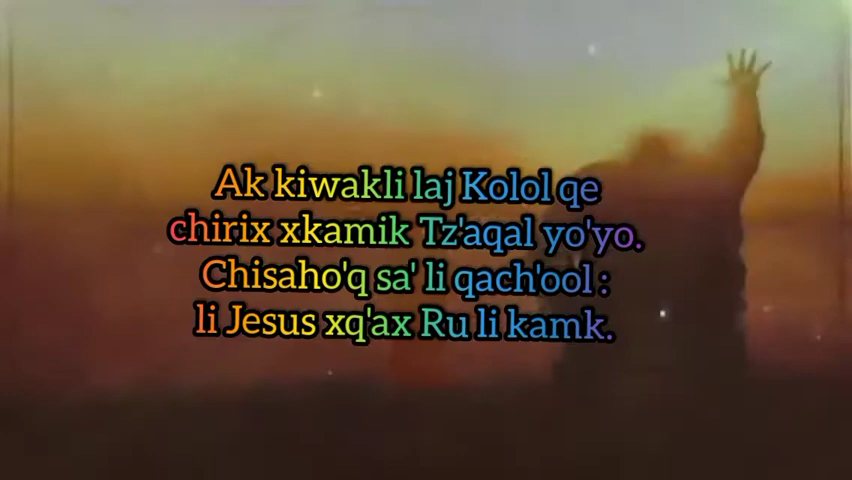 Ak kiwakli laj Kolol qe
chirix xkamik Tz'aqal yo'yo.
Chisaho'q sa' li qach'ool :
li Jesus xq'ax Ru li kamk.